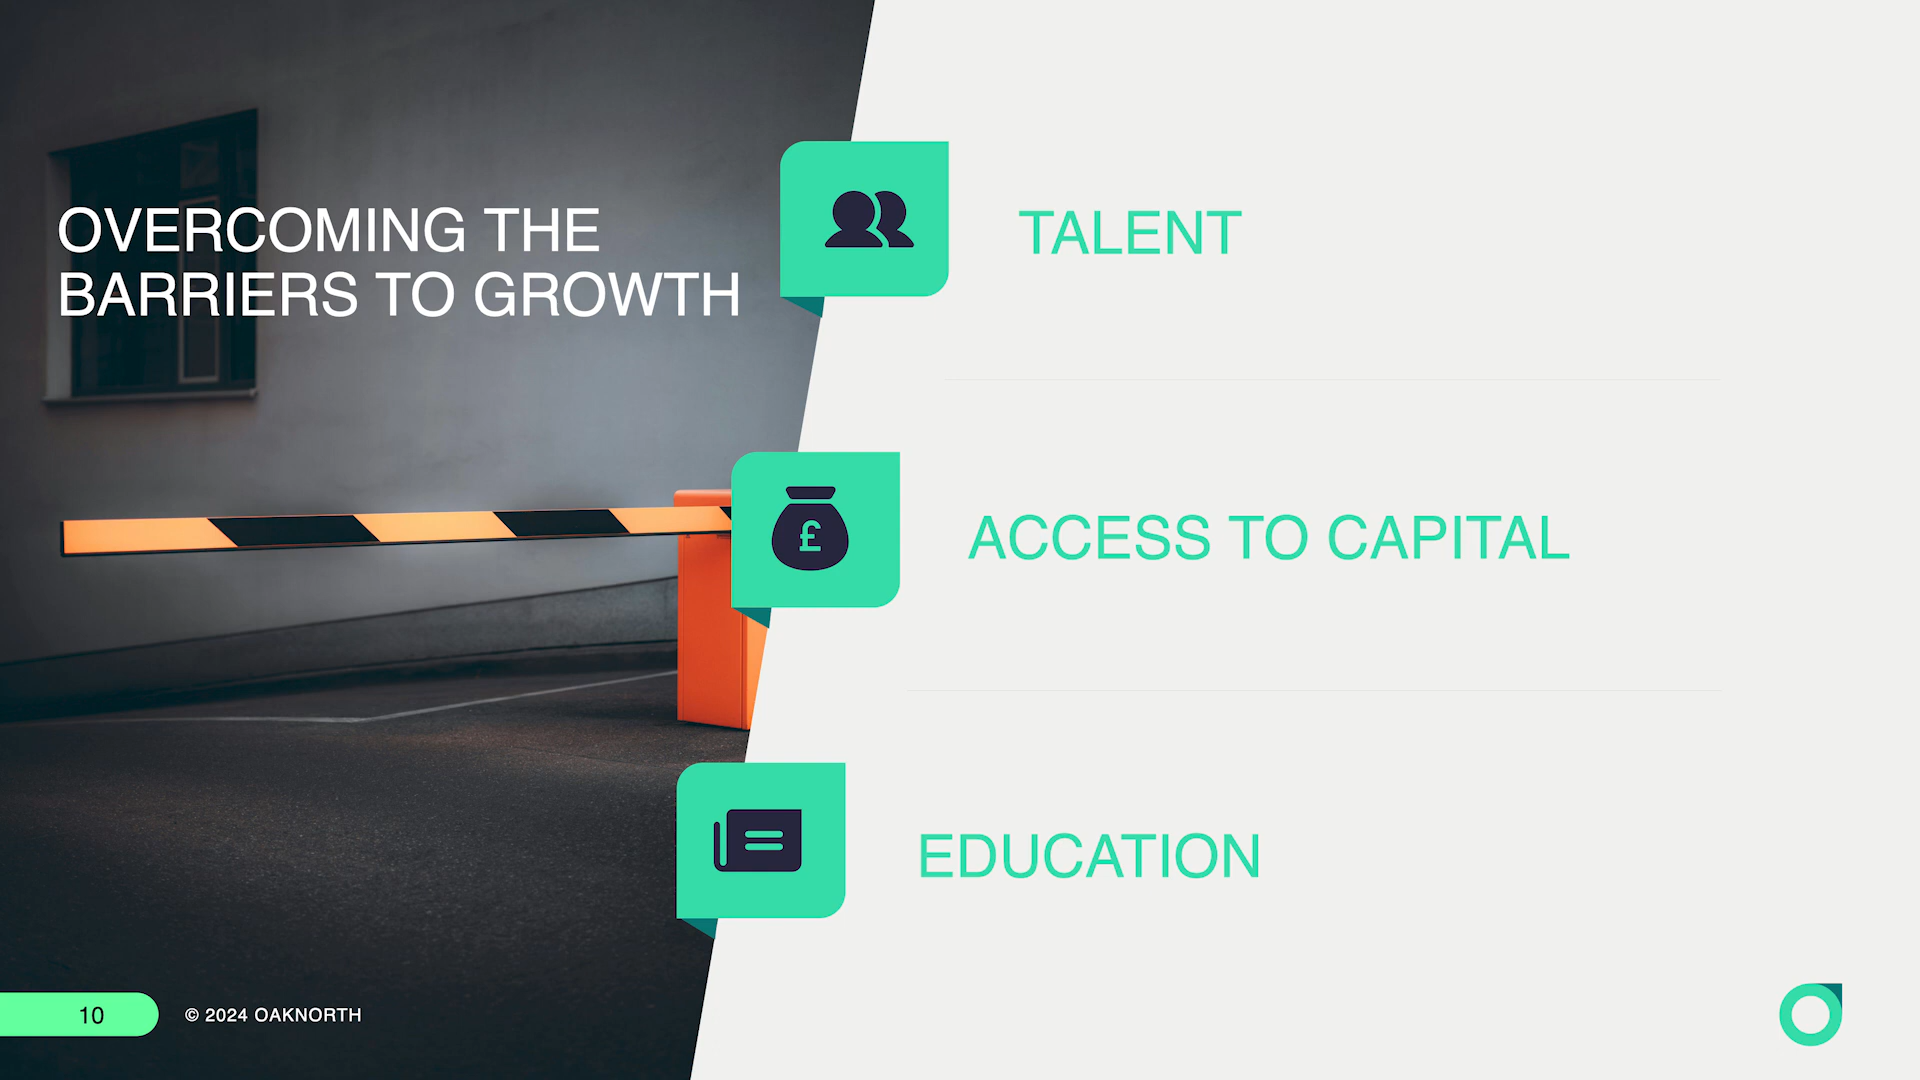 OVERCOMING THE
BARRIERS TO GROWTH
TALENT
£
ACCESS TO CAPITAL
EDUCATION
10
© 2024 OAKNORTH